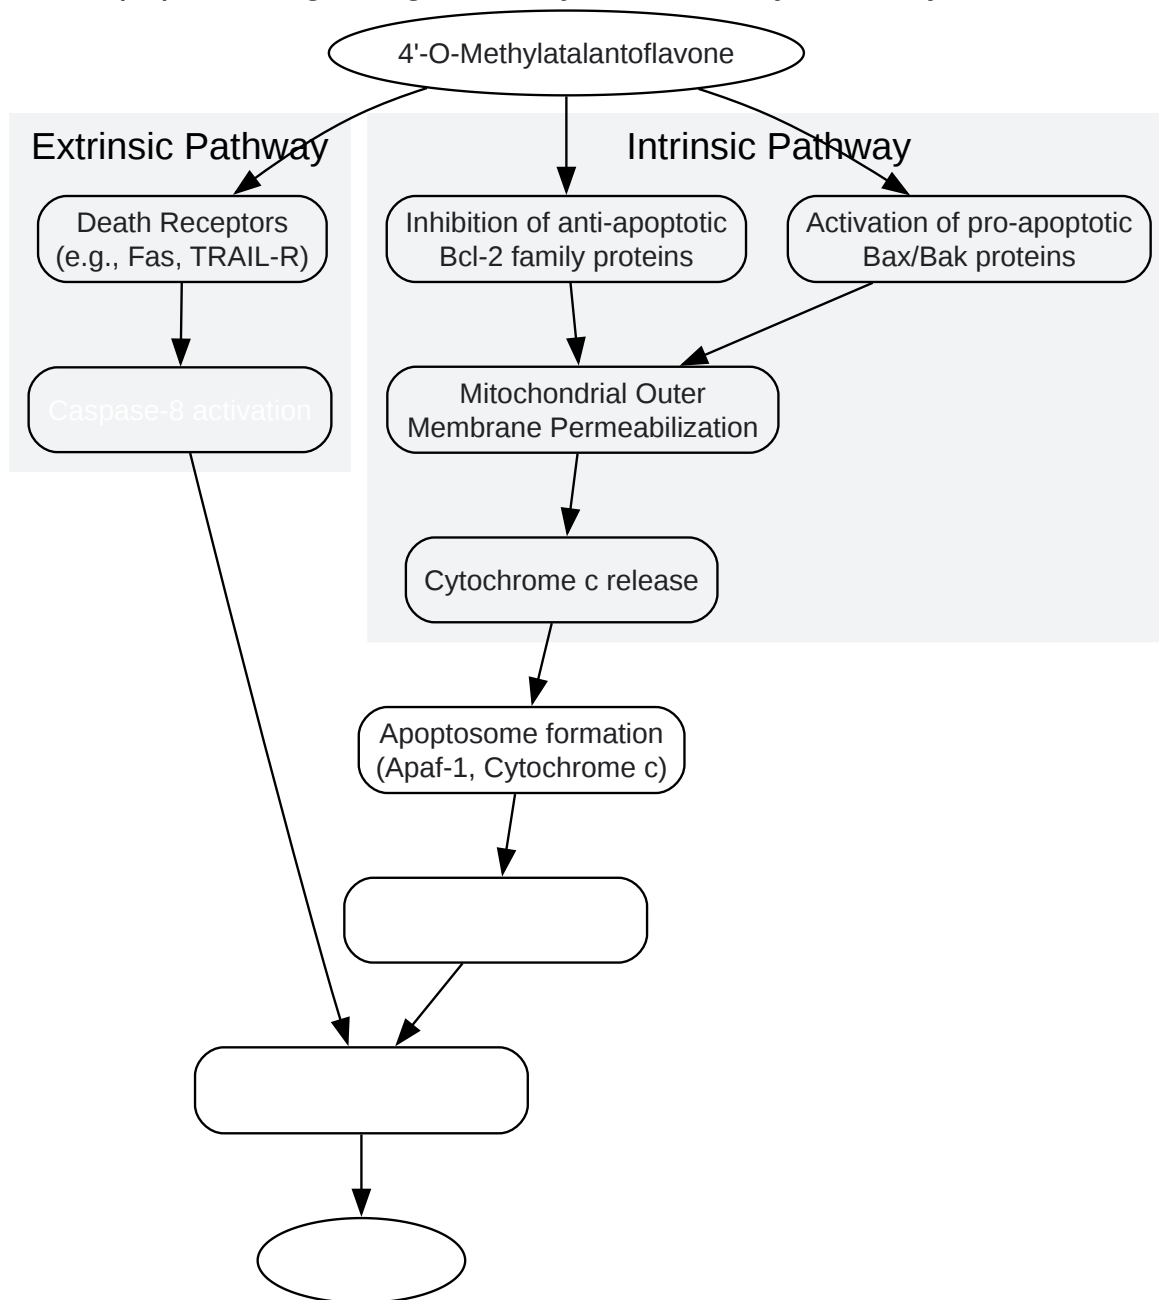 4'-O-Methylatalantoflavone
Extrinsic Pathway
Intrinsic Pathway
Death Receptors
(e.g., Fas, TRAIL-R)
Inhibition of anti-apoptotic
Bcl-2 family proteins
Activation of pro-apoptotic
Bax/Bak proteins
Caspase-8 activation
Mitochondrial Outer
Membrane Permeabilization
Cytochrome c release
Apoptosome formation
(Apaf-1, Cytochrome c)